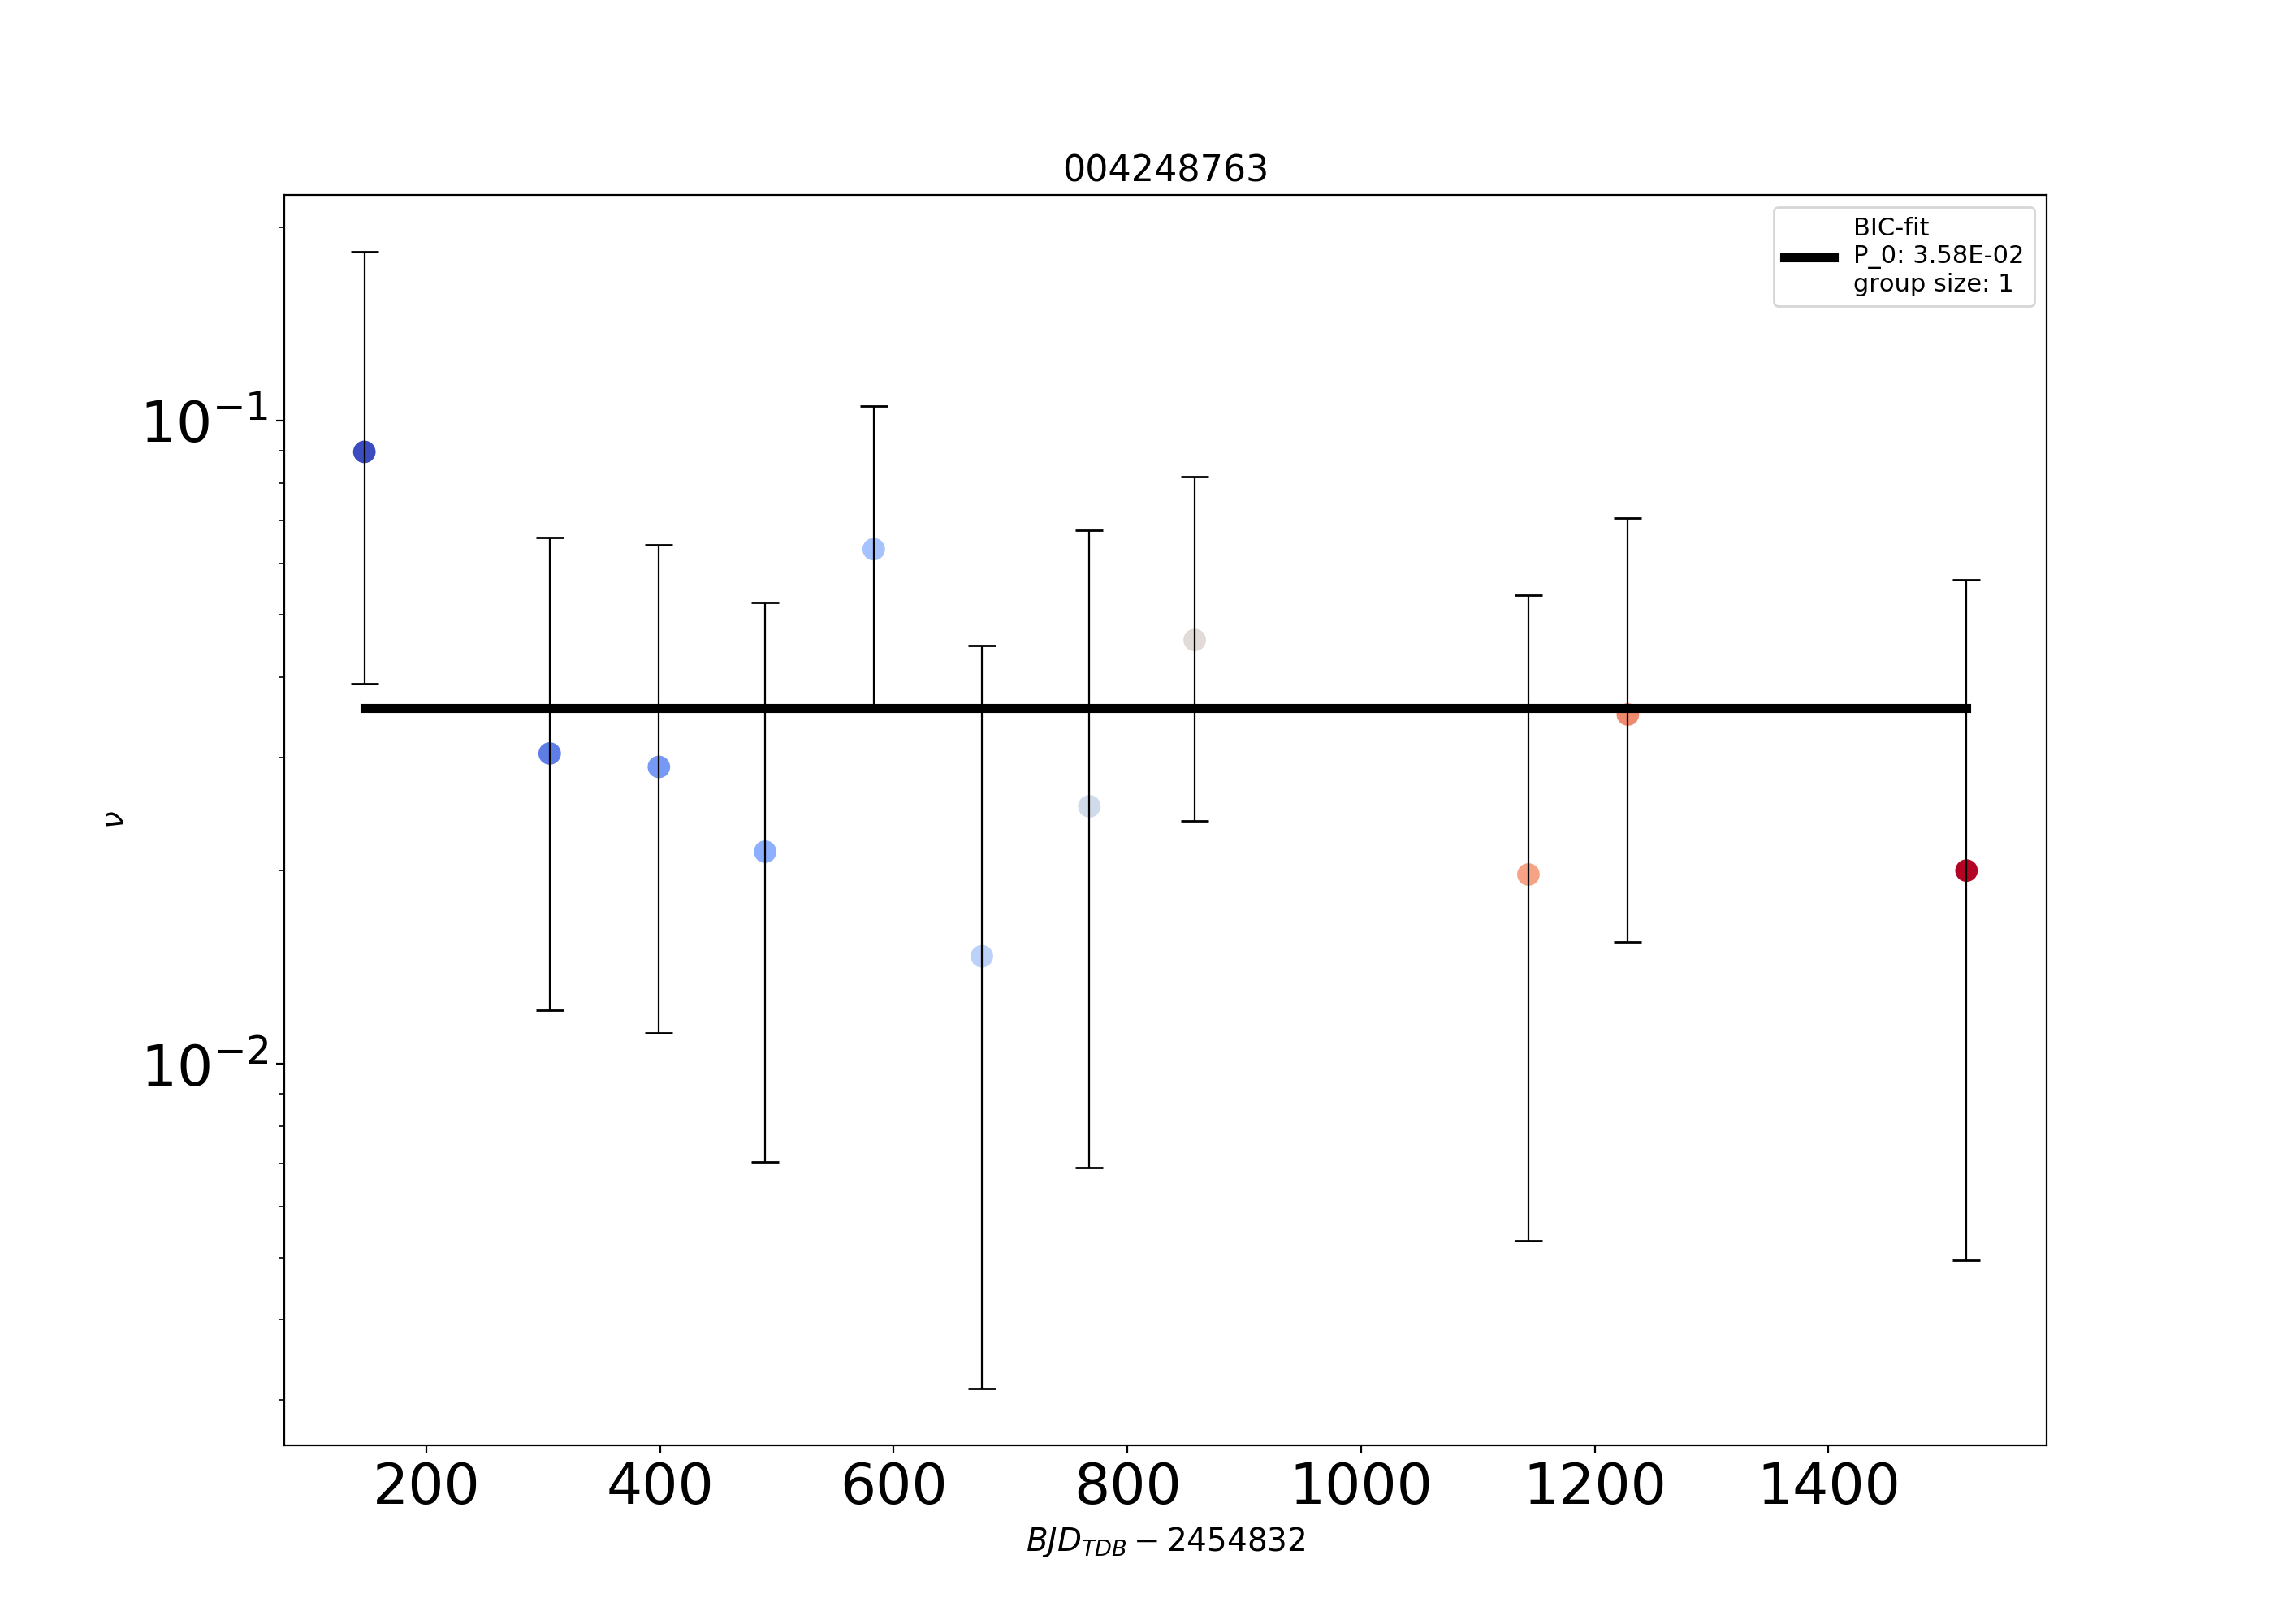 004248763
BIC-fit
P_0: 3.58E-02
group size: 1
10⁻¹
10⁻²
ν
200 400 600 800 1000 1200 1400
BJD_TDB − 2454832